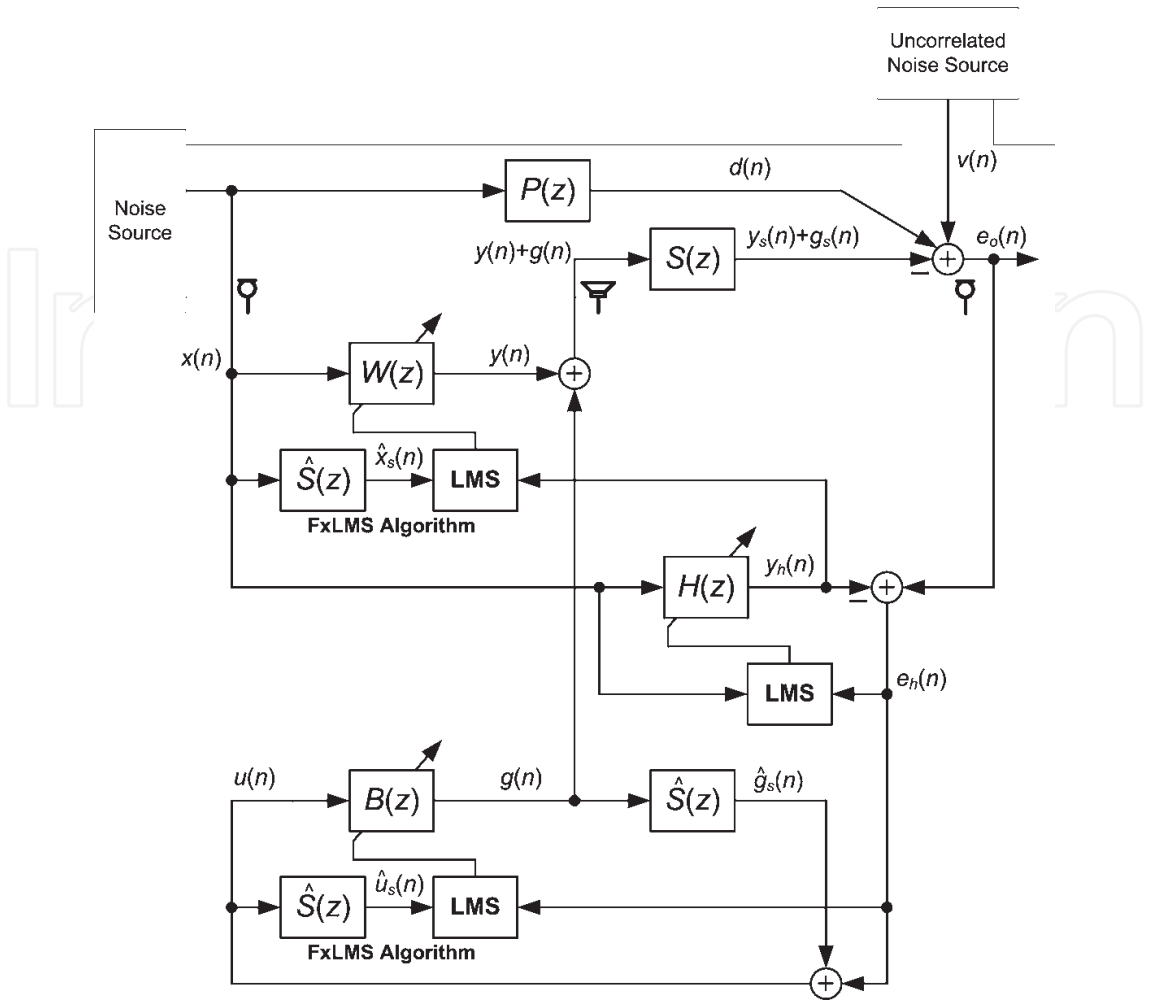 Uncorrelated
Noise Source
v(n)
d(n)
P(z)
Noise
Source
y(n)+g(n)
S(z)
yₛ(n)+gₛ(n)
+
−
eₒ(n)
In
n
x(n)
W(z)
y(n)
+
Ŝ(z)
x̂ₛ(n)
LMS
FxLMS Algorithm
H(z)
yₕ(n)
+
−
LMS
eₕ(n)
u(n)
B(z)
g(n)
Ŝ(z)
ĝₛ(n)
Ŝ(z)
ûₛ(n)
LMS
FxLMS Algorithm
+